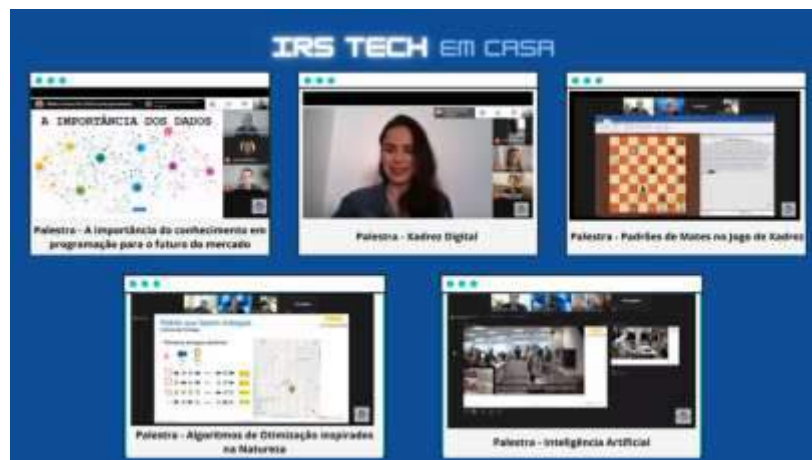 IRS TECH EM CASA
A IMPORTÂNCIA DOS DADOS
Palestra - A importância do conhecimento em
programação para o futuro do mercado
Palestra - Xadrez Digital
Palestra - Padrões de Mates no Jogo de Xadrez
Palestra - Algoritmos de Otimização inspirados
na Natureza
Palestra - Inteligência Artificial